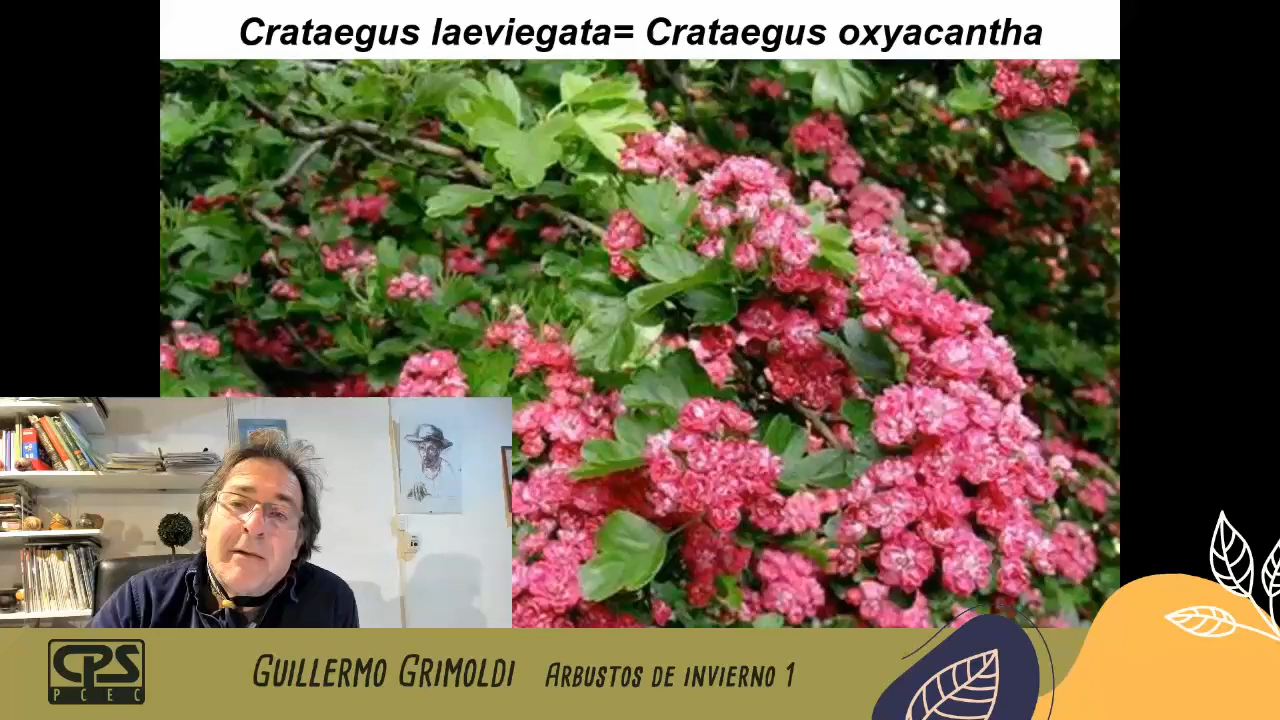 Crataegus laeviegata= Crataegus oxyacantha
CPS
PCEC
GUILLERMO GRIMOLDI ARBUSTOS DE INVIERNO 1